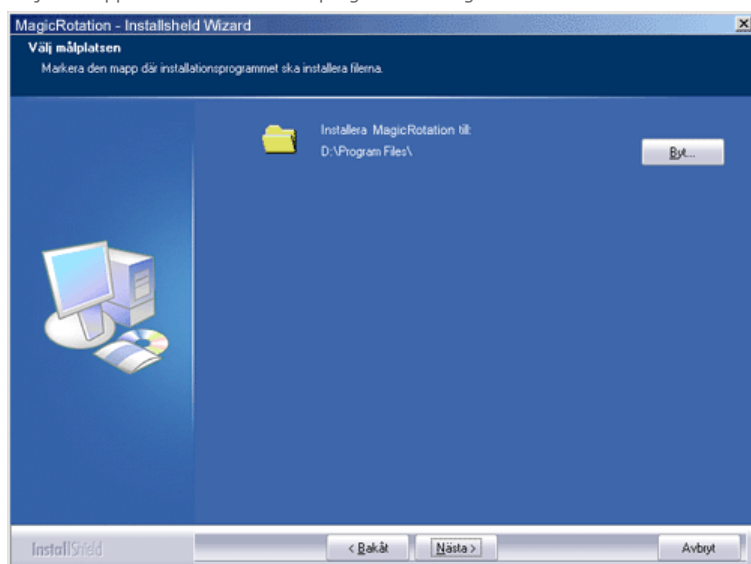 MagicRotation - Installsheld Wizard
Välj målplatsen
Markera den mapp där installationsprogrammet ska installera filerna.
Installera MagicRotation till:
D:\Program Files\
Byt...
InstallShield
< Bakåt
Nästa >
Avbryt